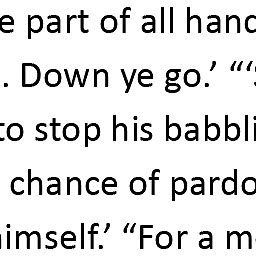 e part of all hand
. Down ye go.’ “‘S
to stop his babbli
chance of pardo
himself.’ “For a m